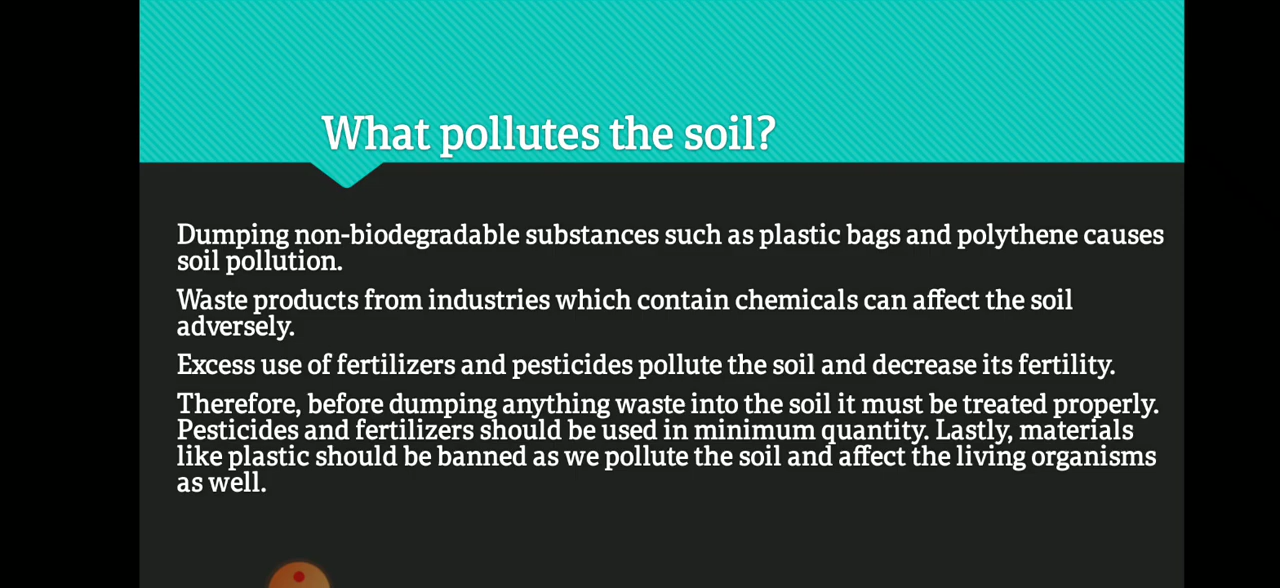 What pollutes the soil?
Dumping non-biodegradable substances such as plastic bags and polythene causes
soil pollution.
Waste products from industries which contain chemicals can affect the soil
adversely.
Excess use of fertilizers and pesticides pollute the soil and decrease its fertility.
Therefore, before dumping anything waste into the soil it must be treated properly.
Pesticides and fertilizers should be used in minimum quantity. Lastly, materials
like plastic should be banned as we pollute the soil and affect the living organisms
as well.